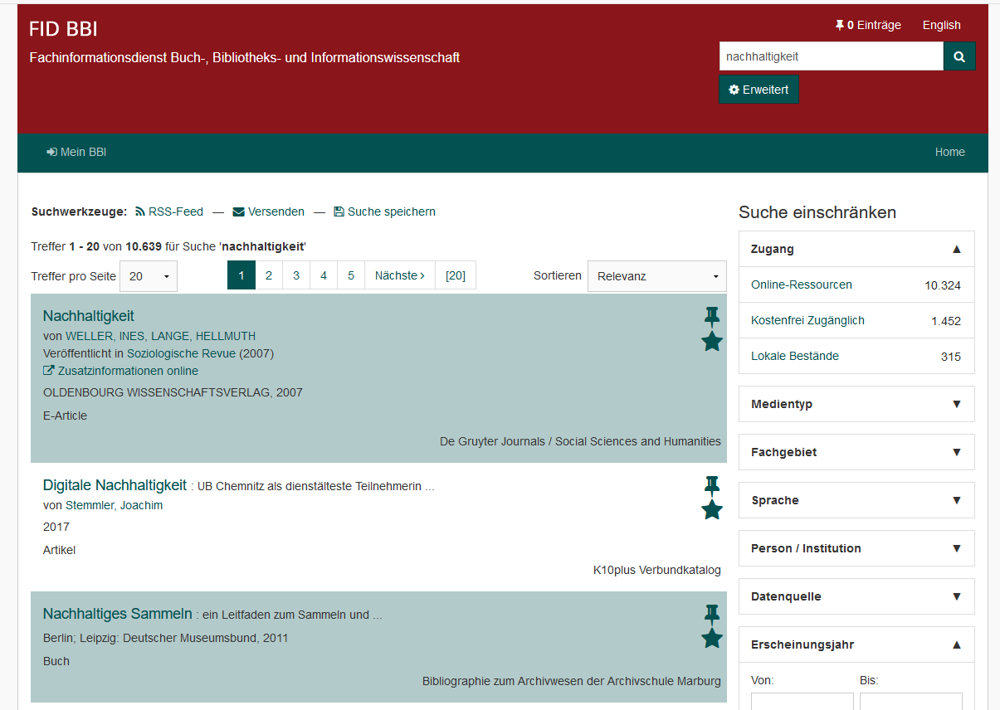 FID BBI
Fachinformationsdienst Buch-, Bibliotheks- und Informationswissenschaft
0 Einträge English
nachhaltigkeit
Erweitert
Mein BBI Home
Suchwerkzeuge: RSS-Feed — Versenden — Suche speichern
Treffer 1 - 20 von 10.639 für Suche 'nachhaltigkeit'
Treffer pro Seite 20 1 2 3 4 5 Nächste › [20] Sortieren Relevanz
Nachhaltigkeit
von WELLER, INES, LANGE, HELLMUTH
Veröffentlicht in Soziologische Revue (2007)
Zusatzinformationen online
OLDENBOURG WISSENSCHAFTSVERLAG, 2007
E-Article
De Gruyter Journals / Social Sciences and Humanities
Digitale Nachhaltigkeit : UB Chemnitz als dienstälteste Teilnehmerin ...
von Stemmler, Joachim
2017
Artikel
K10plus Verbundkatalog
Nachhaltiges Sammeln : ein Leitfaden zum Sammeln und ...
Berlin; Leipzig: Deutscher Museumsbund, 2011
Buch
Bibliographie zum Archivwesen der Archivschule Marburg
Suche einschränken
Zugang ▲
Online-Ressourcen 10.324
Kostenfrei Zugänglich 1.452
Lokale Bestände 315
Medientyp ▼
Fachgebiet ▼
Sprache ▼
Person / Institution ▼
Datenquelle ▼
Erscheinungsjahr ▲
Von: Bis: